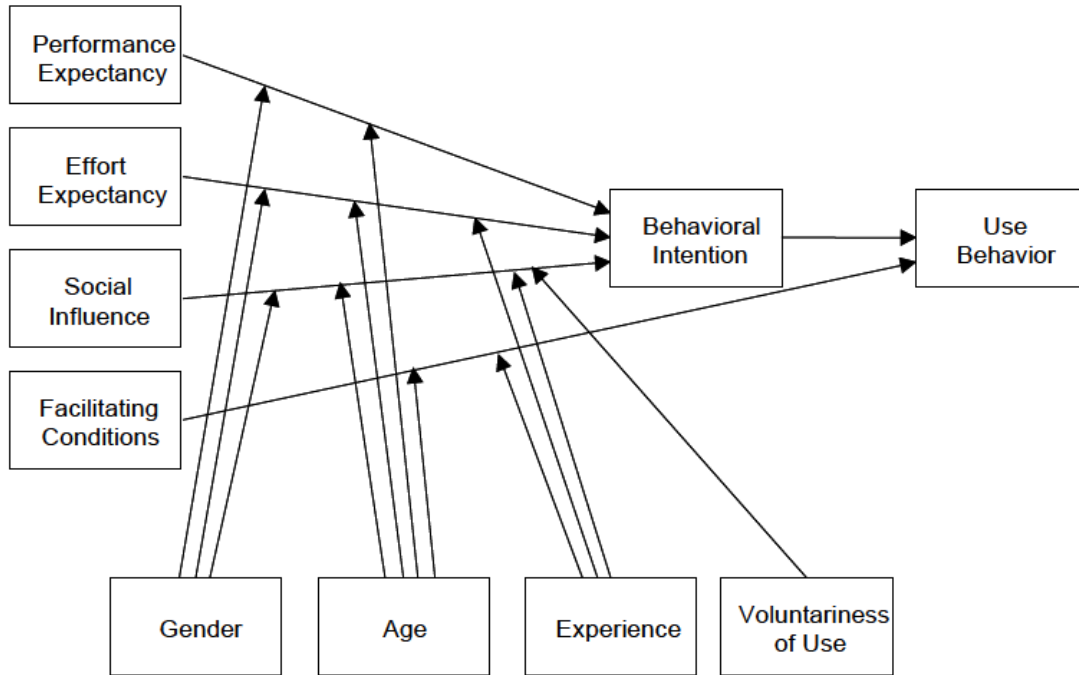 Performance
Expectancy
Effort
Expectancy
Social
Influence
Facilitating
Conditions
Behavioral
Intention
Use
Behavior
Gender
Age
Experience
Voluntariness
of Use